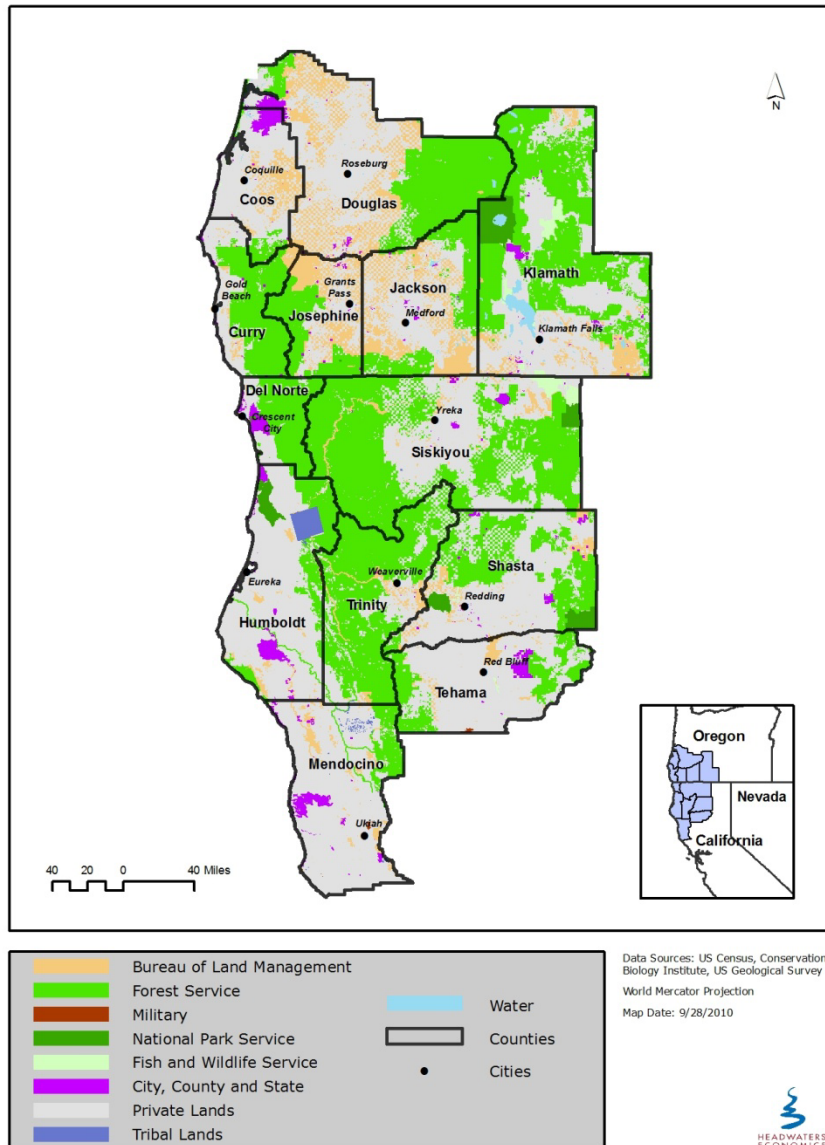 N
Coquille
Coos
Roseburg
Douglas
Gold
Beach
Curry
Grants
Pass
Josephine
Jackson
Medford
Klamath
Klamath Falls
Del Norte
Crescent
City
Yreka
Siskiyou
Eureka
Humboldt
Weaverville
Trinity
Shasta
Redding
Red Bluff
Tehama
Mendocino
Ukiah
Oregon
Nevada
California
40 20 0 40 Miles
Bureau of Land Management
Forest Service
Military
National Park Service
Fish and Wildlife Service
City, County and State
Private Lands
Tribal Lands
Water
Counties
Cities
Data Sources: US Census, Conservation
Biology Institute, US Geological Survey
World Mercator Projection
Map Date: 9/28/2010
HEADWATERS
ECONOMICS